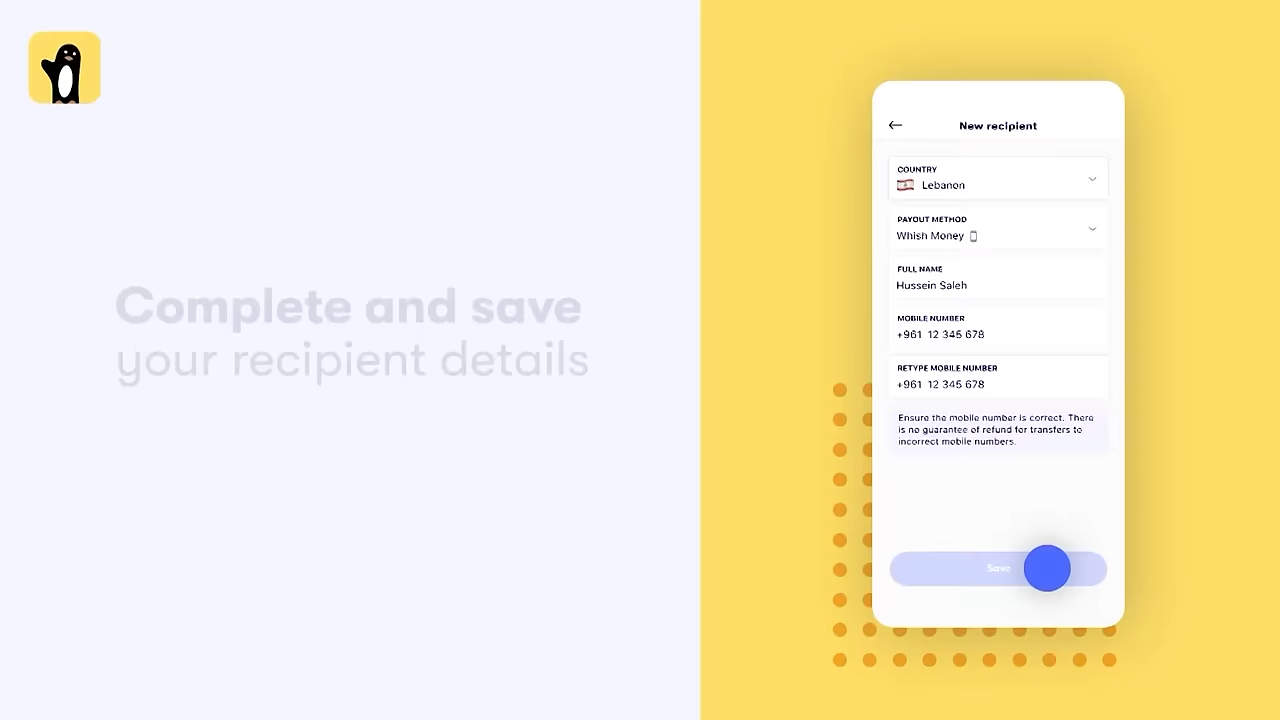 Complete and save
your recipient details
New recipient
COUNTRY
Lebanon
PAYOUT METHOD
Whish Money
FULL NAME
Hussein Saleh
MOBILE NUMBER
+961 12 345 678
RETYPE MOBILE NUMBER
+961 12 345 678
Ensure the mobile number is correct. There
is no guarantee of refund for transfers to
incorrect mobile numbers.
Save